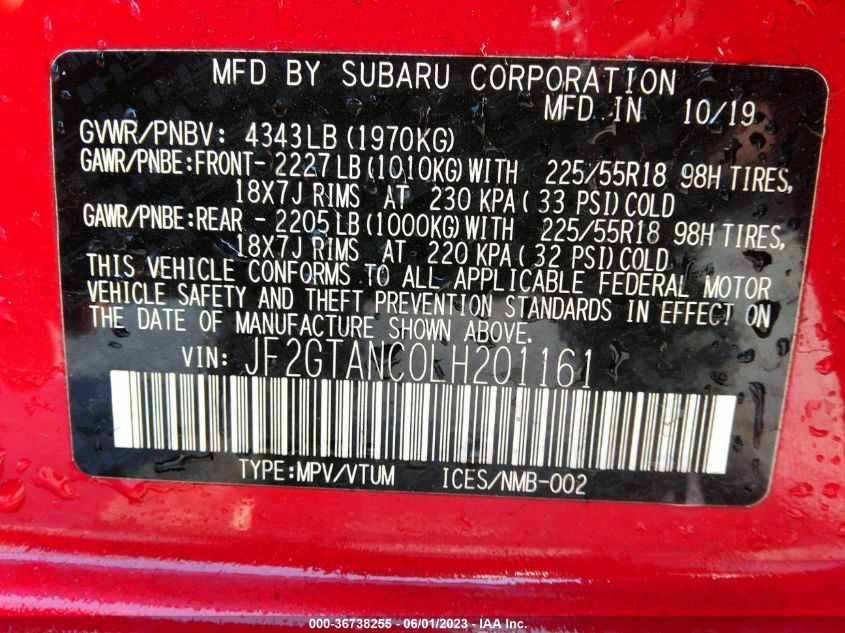 MFD BY SUBARU CORPORATION
MFD IN 10/19
GVWR/PNBV: 4343LB (1970KG)
GAWR/PNBE:FRONT- 2227LB (1010KG) WITH 225/55R18 98H TIRES,
18X7J RIMS AT 230 KPA ( 33 PSI) COLD
GAWR/PNBE:REAR - 2205LB (1000KG) WITH 225/55R18 98H TIRES,
18X7J RIMS AT 220 KPA ( 32 PSI) COLD
THIS VEHICLE CONFORMS TO ALL APPLICABLE FEDERAL MOTOR
VEHICLE SAFETY AND THEFT PREVENTION STANDARDS IN EFFECT ON
THE DATE OF MANUFACTURE SHOWN ABOVE.
VIN: JF2GTANC0LH201161
TYPE:MPV/VTUM ICES/NMB-002
000-36738255 - 06/01/2023 - IAA Inc.